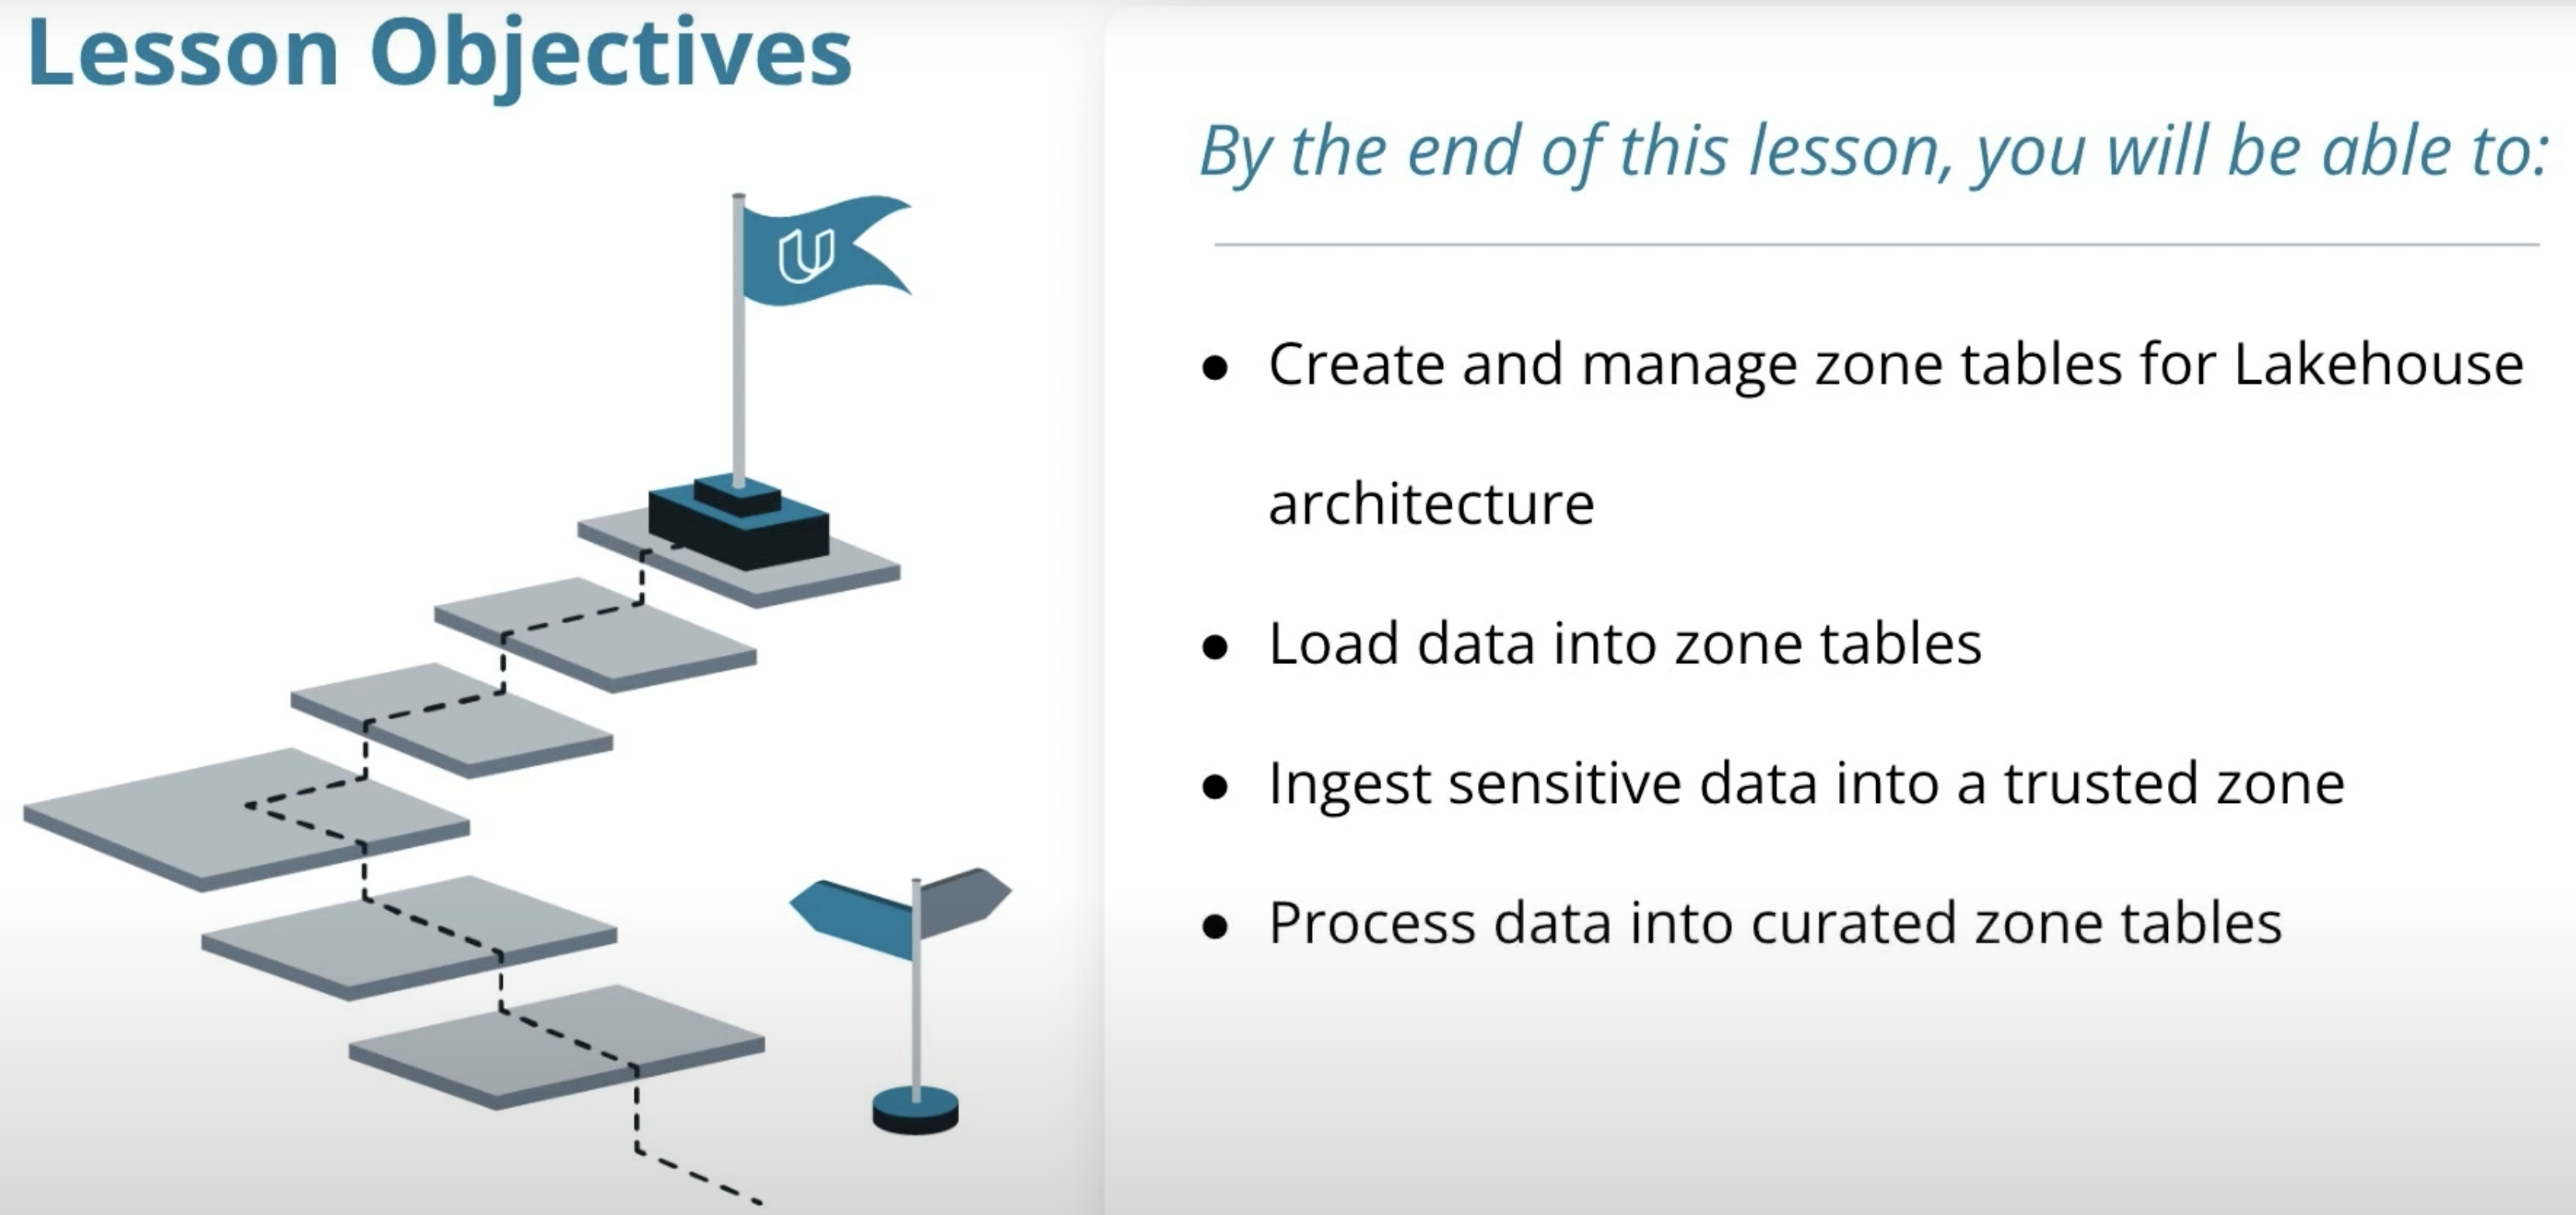 Lesson Objectives
By the end of this lesson, you will be able to:
● Create and manage zone tables for Lakehouse
architecture
● Load data into zone tables
● Ingest sensitive data into a trusted zone
● Process data into curated zone tables